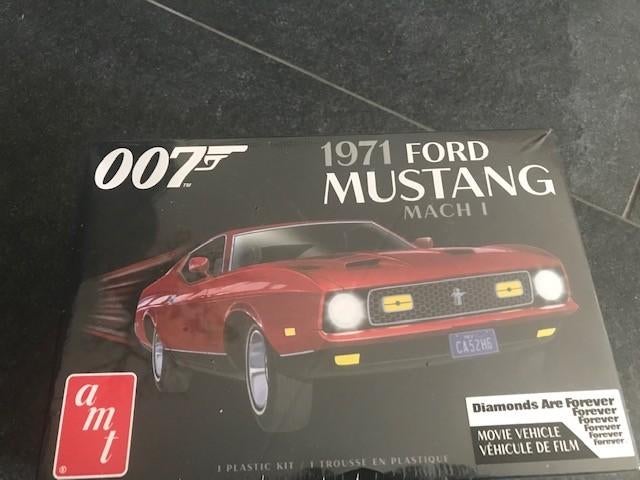 007
TM
1971 FORD
MUSTANG
MACH I
CA52H6
amt
®
Diamonds Are Forever
Forever
Forever
Forever
Forever
Forever
MOVIE VEHICLE
VÉHICULE DE FILM
1 PLASTIC KIT / 1 TROUSSE EN PLASTIQUE